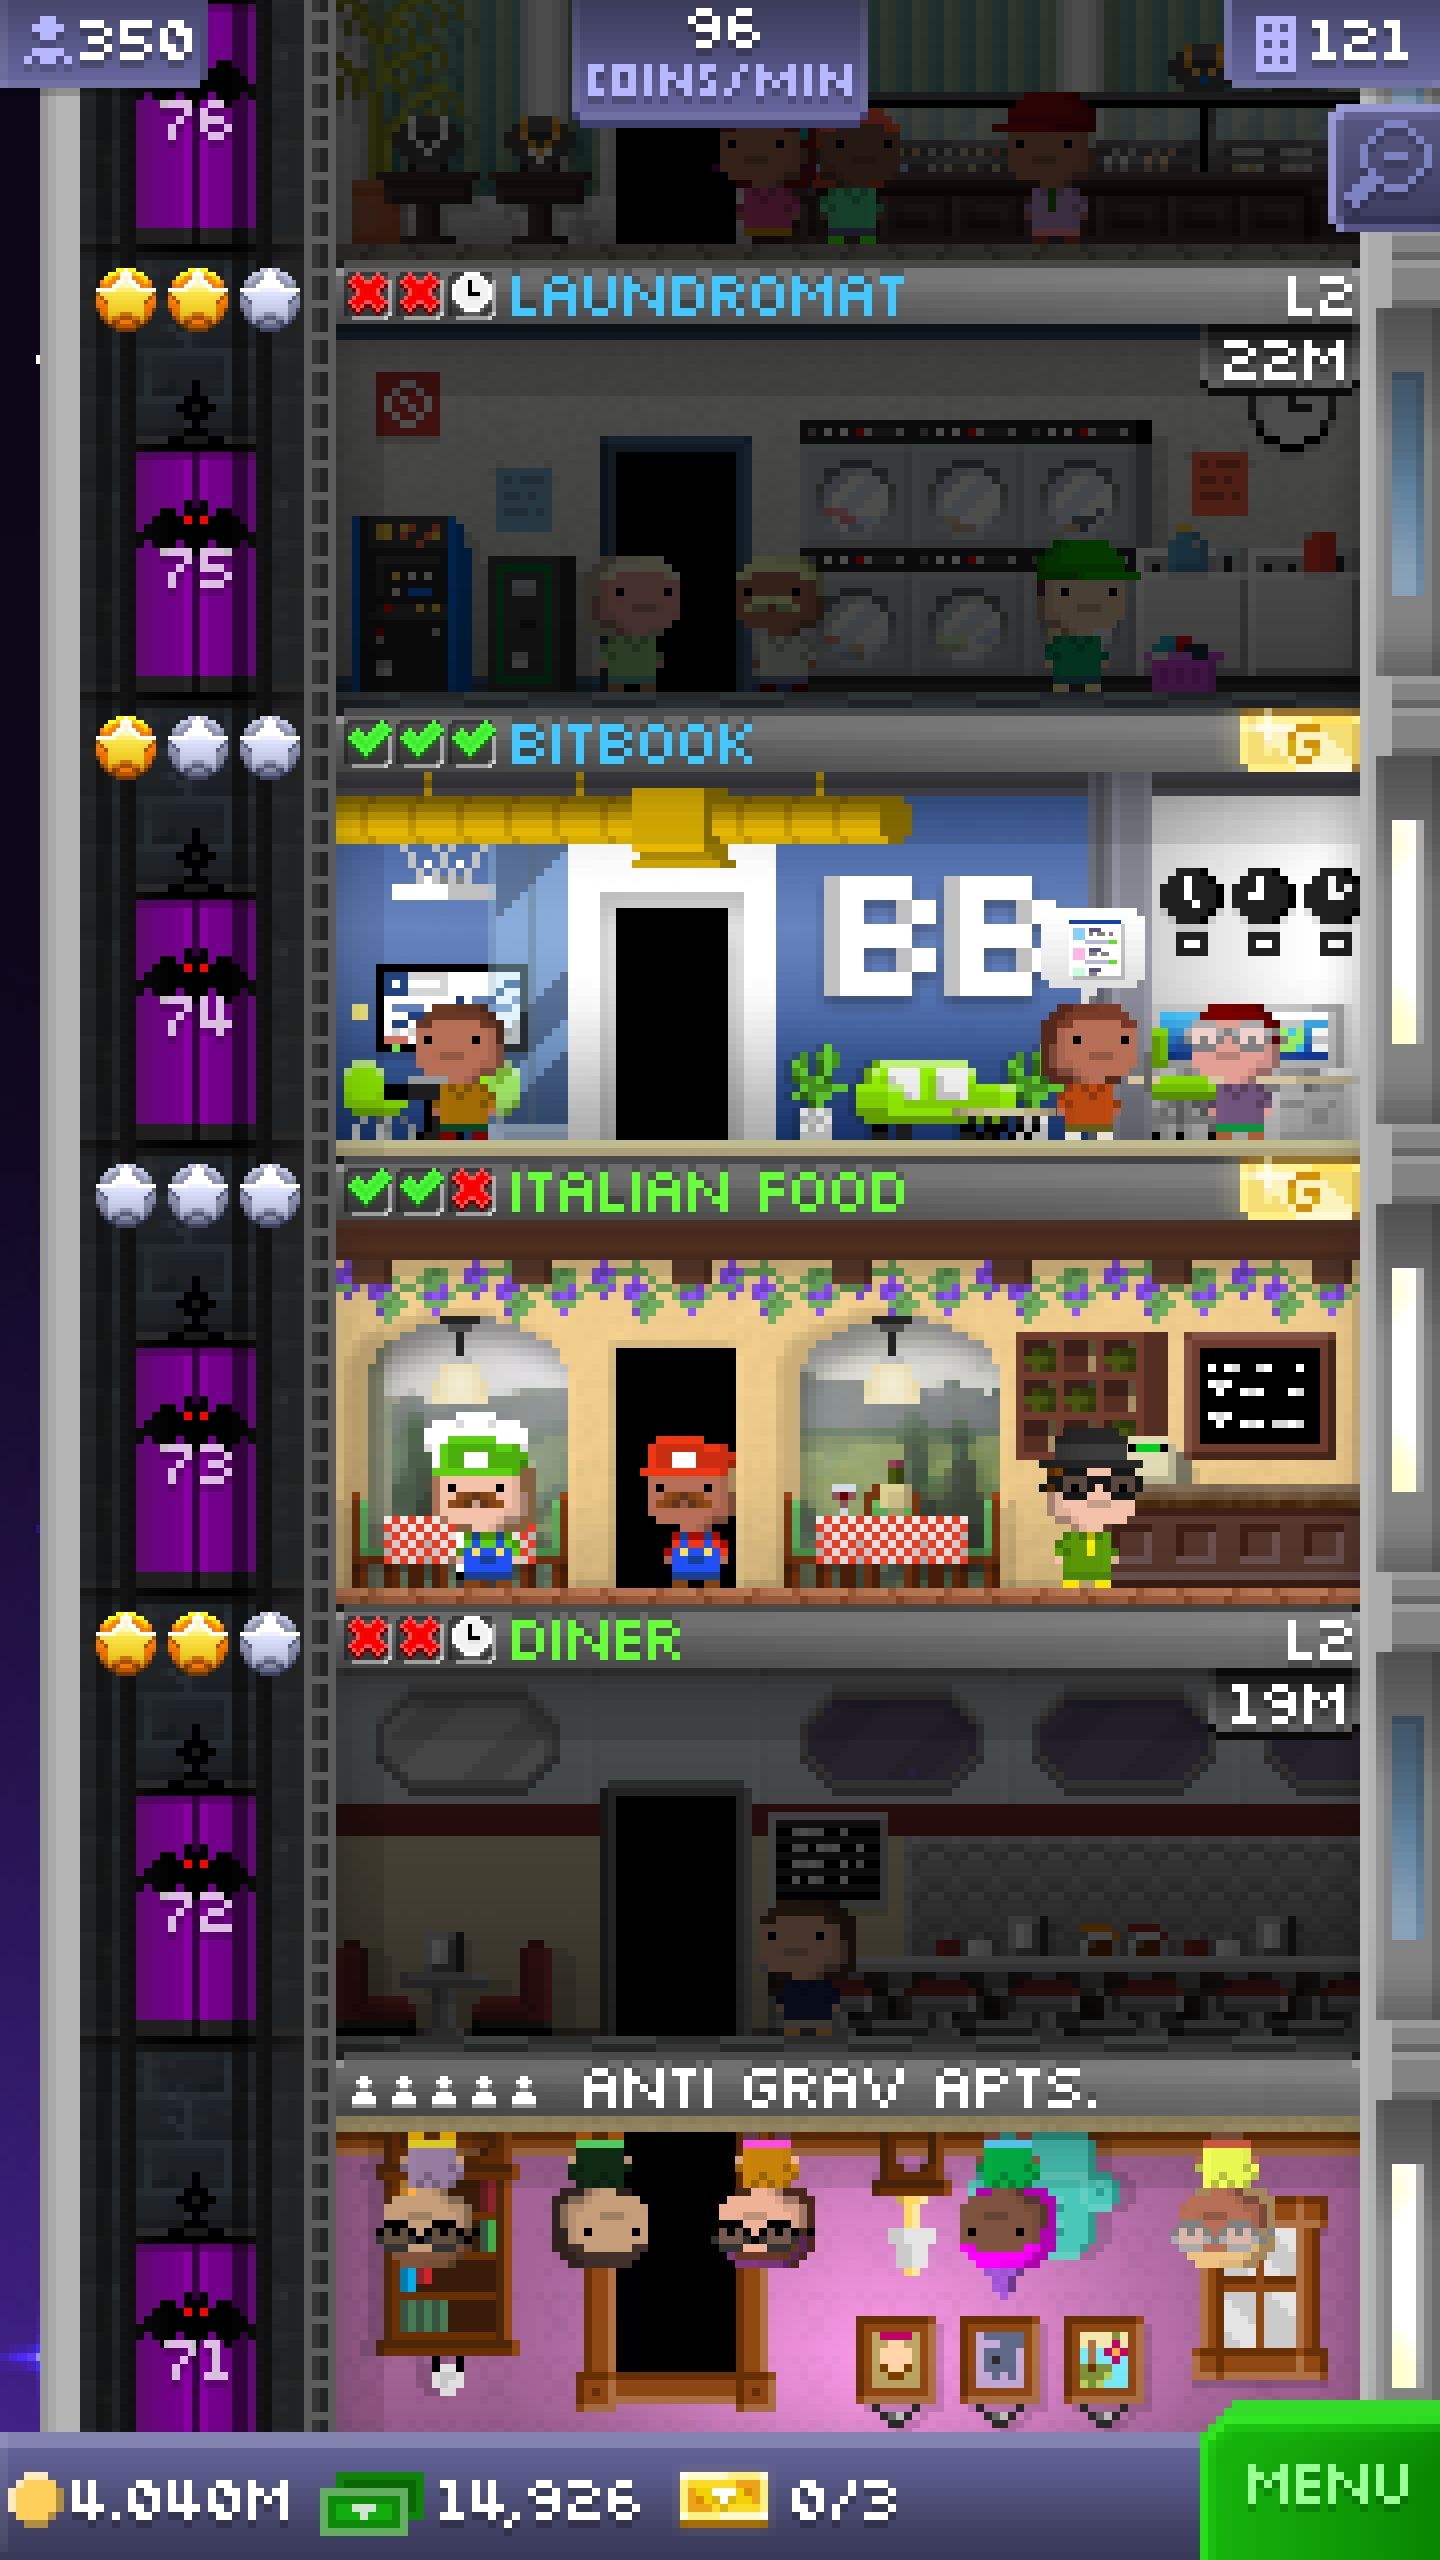 350
96
COINS/MIN
121
76
LAUNDROMAT L2
22M
75
BITBOOK G
BB
74
ITALIAN FOOD G
73
DINER L2
19M
72
ANTI GRAV APTS.
71
4.040M 14,926 0/3
MENU